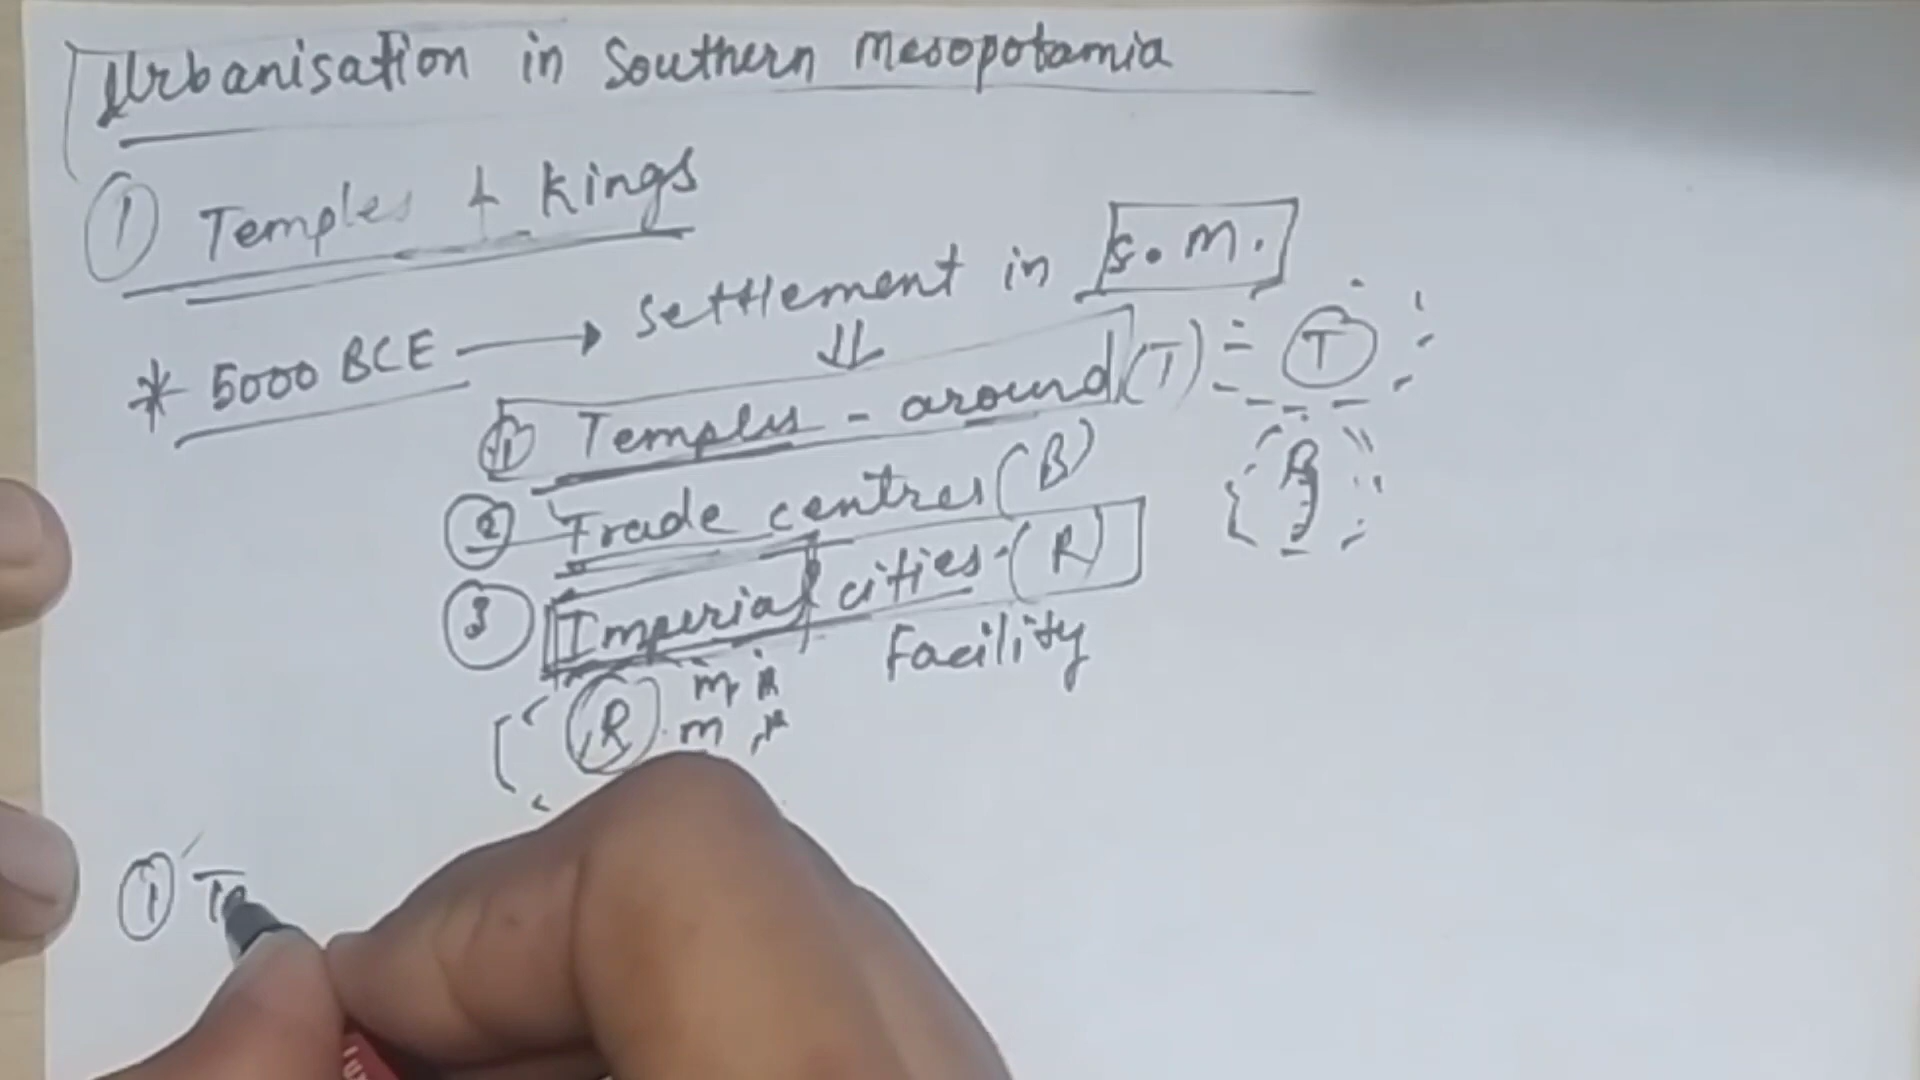 Urbanisation in Southern Mesopotamia
① Temples + Kings
* 5000 BCE → settlement in S.M.
① Temples - around (T) = T
② Trade centres (B) B
③ Imperial cities - (R)
Facility
R m R
m R
① Te